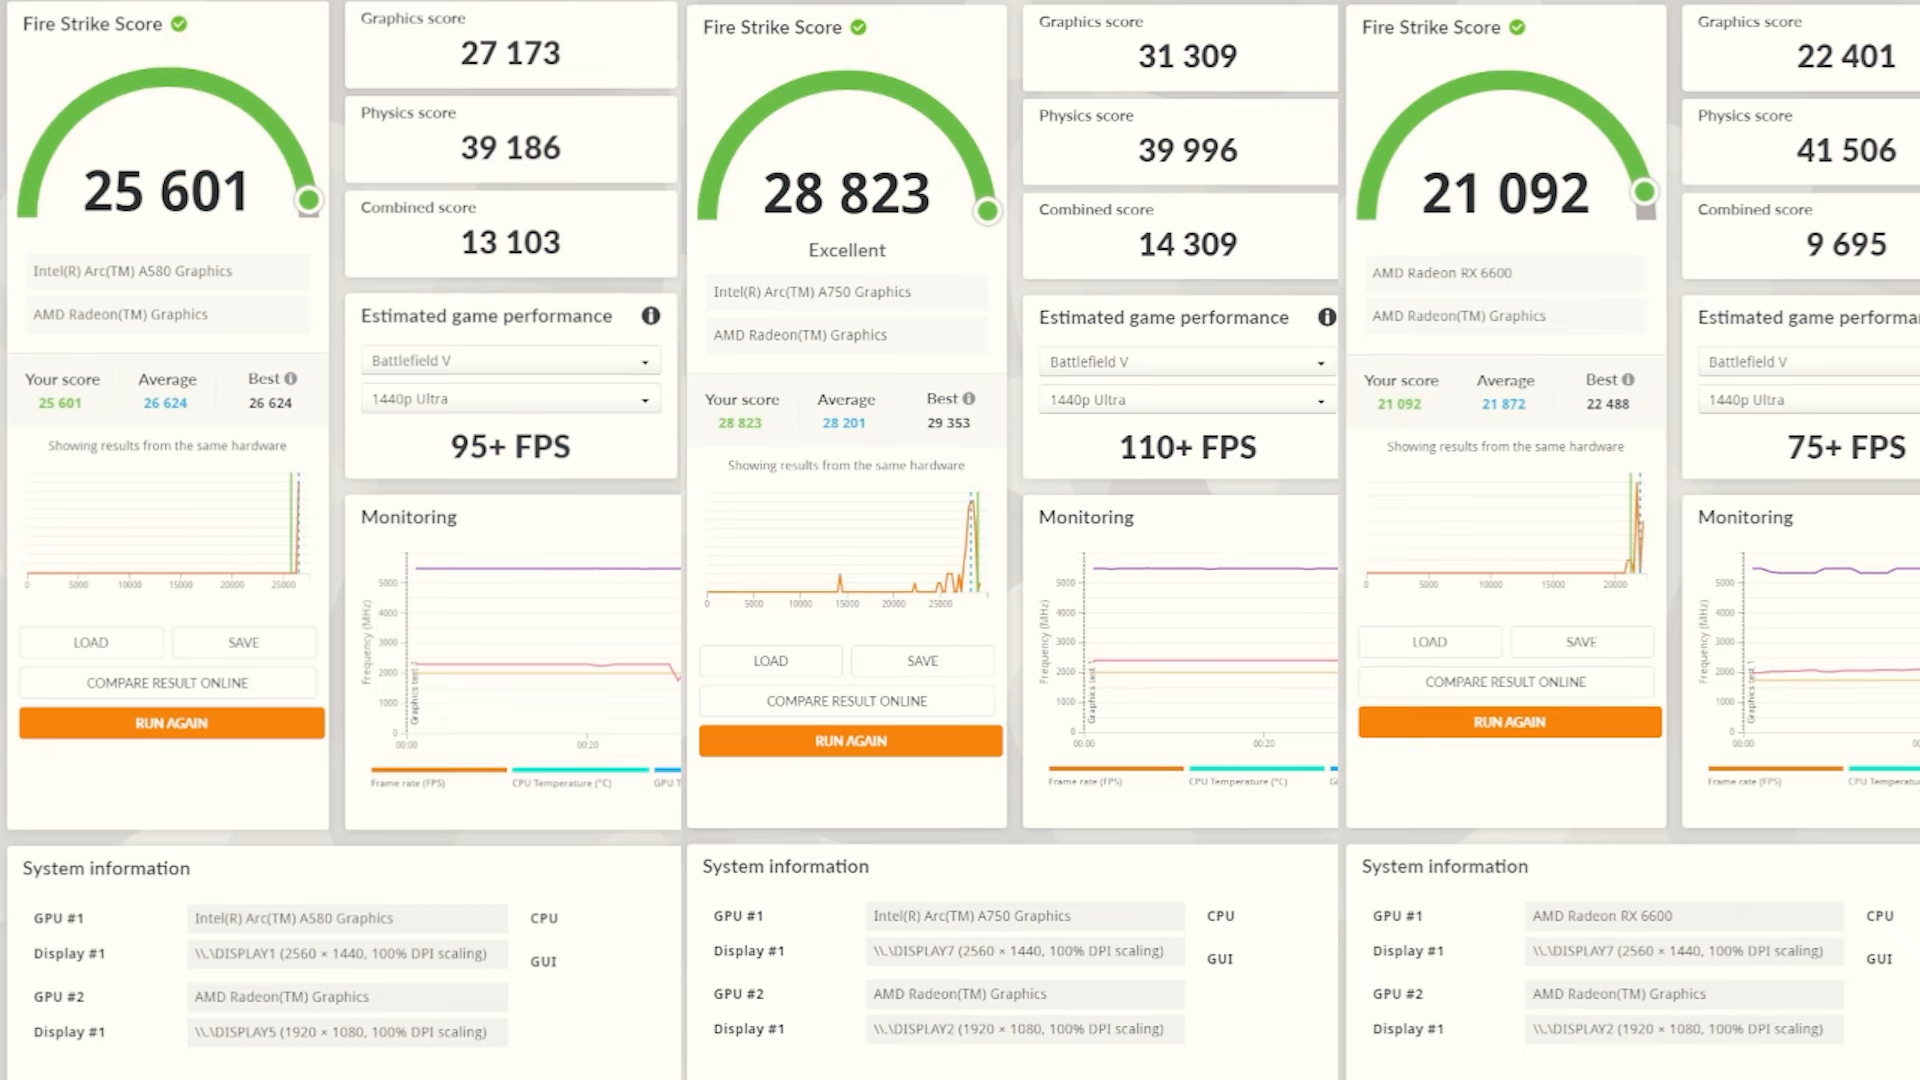 Fire Strike Score
25 601
Intel(R) Arc(TM) A580 Graphics
AMD Radeon(TM) Graphics
Your score
Average
Best
25 601
26 624
26 624
Showing results from the same hardware
0
5000
10000
15000
20000
25000
LOAD
SAVE
COMPARE RESULT ONLINE
RUN AGAIN
Graphics score
27 173
Physics score
39 186
Combined score
13 103
Estimated game performance
Battlefield V
1440p Ultra
95+ FPS
Monitoring
Frequency (MHz)
5000
4000
3000
2000
1000
0
Graphics test
00:00
00:20
Frame rate (FPS)
CPU Temperature (°C)
GPU T
System information
GPU #1
Intel(R) Arc(TM) A580 Graphics
CPU
Display #1
\\.\DISPLAY1 (2560 × 1440, 100% DPI scaling)
GUI
GPU #2
AMD Radeon(TM) Graphics
Display #1
\\.\DISPLAY5 (1920 × 1080, 100% DPI scaling)
Fire Strike Score
28 823
Excellent
Intel(R) Arc(TM) A750 Graphics
AMD Radeon(TM) Graphics
Your score
Average
Best
28 823
28 201
29 353
Showing results from the same hardware
0
5000
10000
15000
20000
25000
LOAD
SAVE
COMPARE RESULT ONLINE
RUN AGAIN
Graphics score
31 309
Physics score
39 996
Combined score
14 309
Estimated game performance
Battlefield V
1440p Ultra
110+ FPS
Monitoring
Frequency (MHz)
5000
4000
3000
2000
1000
0
Graphics test 1
00:00
00:20
Frame rate (FPS)
CPU Temperature (°C)
G
System information
GPU #1
Intel(R) Arc(TM) A750 Graphics
CPU
Display #1
\\.\DISPLAY7 (2560 × 1440, 100% DPI scaling)
GUI
GPU #2
AMD Radeon(TM) Graphics
Display #1
\\.\DISPLAY2 (1920 × 1080, 100% DPI scaling)
Fire Strike Score
21 092
AMD Radeon RX 6600
AMD Radeon(TM) Graphics
Your score
Average
Best
21 092
21 872
22 488
Showing results from the same hardware
0
5000
10000
15000
20000
LOAD
SAVE
COMPARE RESULT ONLINE
RUN AGAIN
Graphics score
22 401
Physics score
41 506
Combined score
9 695
Estimated game performa
Battlefield V
1440p Ultra
75+ FPS
Monitoring
Frequency (MHz)
5000
4000
3000
2000
1000
0
Graphics test 1
00:00
Frame rate (FPS)
CPU Temperatu
System information
GPU #1
AMD Radeon RX 6600
CPU
Display #1
\\.\DISPLAY7 (2560 × 1440, 100% DPI scaling)
GUI
GPU #2
AMD Radeon(TM) Graphics
Display #1
\\.\DISPLAY2 (1920 × 1080, 100% DPI scaling)